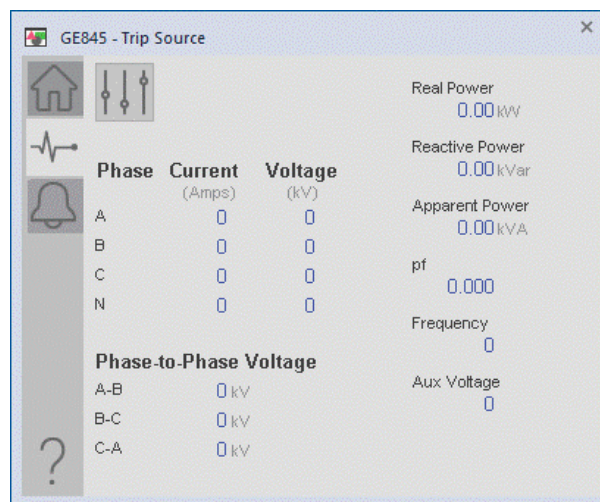 GE845 - Trip Source
Phase Current Voltage
(Amps) (kV)
A 0 0
B 0 0
C 0 0
N 0 0
Phase-to-Phase Voltage
A-B 0 kV
B-C 0 kV
C-A 0 kV
Real Power
0.00 kW
Reactive Power
0.00 kVar
Apparent Power
0.00 kVA
pf
0.000
Frequency
0
Aux Voltage
0
?